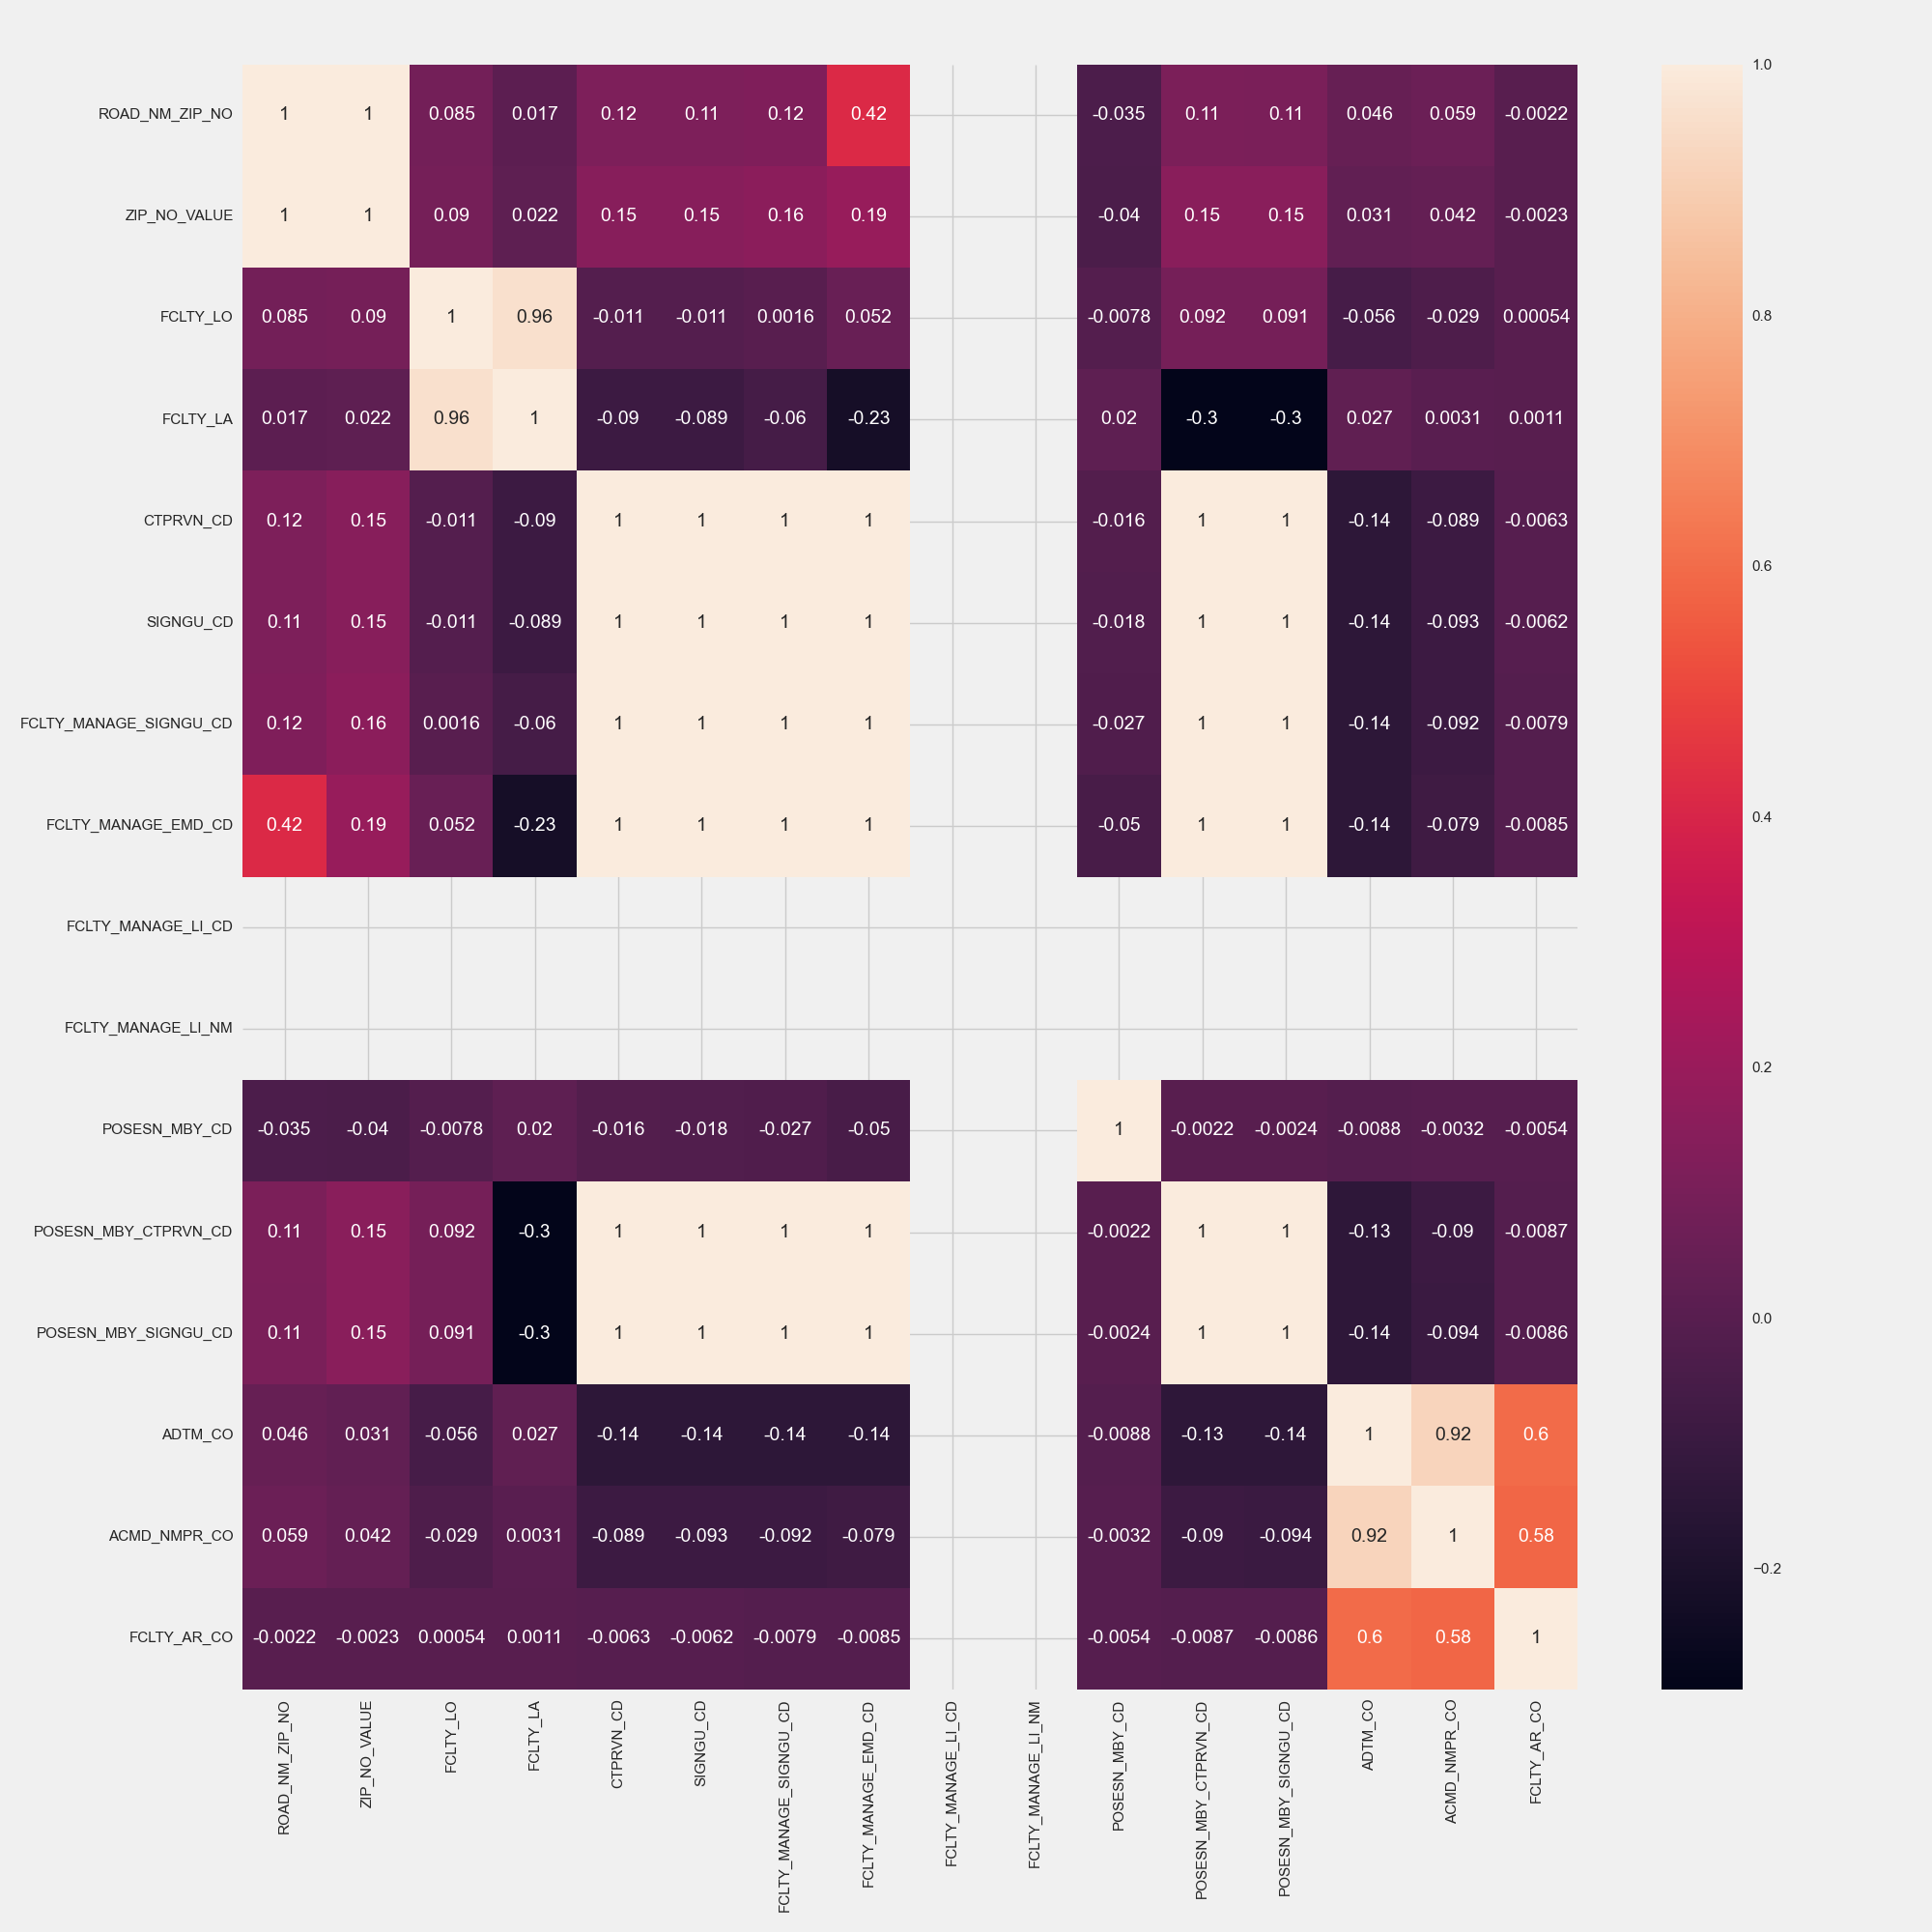 ROAD_NM_ZIP_NO 1 1 0.085 0.017 0.12 0.11 0.12 0.42 -0.035 0.11 0.11 0.046 0.059 -0.0022
ZIP_NO_VALUE 1 1 0.09 0.022 0.15 0.15 0.16 0.19 -0.04 0.15 0.15 0.031 0.042 -0.0023
FCLTY_LO 0.085 0.09 1 0.96 -0.011 -0.011 0.0016 0.052 -0.0078 0.092 0.091 -0.056 -0.029 0.00054
FCLTY_LA 0.017 0.022 0.96 1 -0.09 -0.089 -0.06 -0.23 0.02 -0.3 -0.3 0.027 0.0031 0.0011
CTPRVN_CD 0.12 0.15 -0.011 -0.09 1 1 1 1 -0.016 1 1 -0.14 -0.089 -0.0063
SIGNGU_CD 0.11 0.15 -0.011 -0.089 1 1 1 1 -0.018 1 1 -0.14 -0.093 -0.0062
FCLTY_MANAGE_SIGNGU_CD 0.12 0.16 0.0016 -0.06 1 1 1 1 -0.027 1 1 -0.14 -0.092 -0.0079
FCLTY_MANAGE_EMD_CD 0.42 0.19 0.052 -0.23 1 1 1 1 -0.05 1 1 -0.14 -0.079 -0.0085
FCLTY_MANAGE_LI_CD
FCLTY_MANAGE_LI_NM
POSESN_MBY_CD -0.035 -0.04 -0.0078 0.02 -0.016 -0.018 -0.027 -0.05 1 -0.0022 -0.0024 -0.0088 -0.0032 -0.0054
POSESN_MBY_CTPRVN_CD 0.11 0.15 0.092 -0.3 1 1 1 1 -0.0022 1 1 -0.13 -0.09 -0.0087
POSESN_MBY_SIGNGU_CD 0.11 0.15 0.091 -0.3 1 1 1 1 -0.0024 1 1 -0.14 -0.094 -0.0086
ADTM_CO 0.046 0.031 -0.056 0.027 -0.14 -0.14 -0.14 -0.14 -0.0088 -0.13 -0.14 1 0.92 0.6
ACMD_NMPR_CO 0.059 0.042 -0.029 0.0031 -0.089 -0.093 -0.092 -0.079 -0.0032 -0.09 -0.094 0.92 1 0.58
FCLTY_AR_CO -0.0022 -0.0023 0.00054 0.0011 -0.0063 -0.0062 -0.0079 -0.0085 -0.0054 -0.0087 -0.0086 0.6 0.58 1
ROAD_NM_ZIP_NO
ZIP_NO_VALUE
FCLTY_LO
FCLTY_LA
CTPRVN_CD
SIGNGU_CD
FCLTY_MANAGE_SIGNGU_CD
FCLTY_MANAGE_EMD_CD
FCLTY_MANAGE_LI_CD
FCLTY_MANAGE_LI_NM
POSESN_MBY_CD
POSESN_MBY_CTPRVN_CD
POSESN_MBY_SIGNGU_CD
ADTM_CO
ACMD_NMPR_CO
FCLTY_AR_CO
1.0
0.8
0.6
0.4
0.2
0.0
−0.2